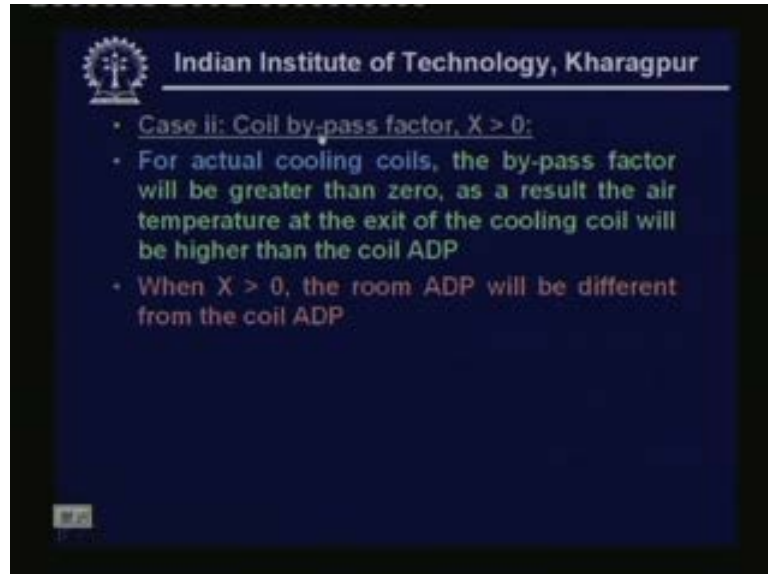 Indian Institute of Technology, Kharagpur
• Case ii: Coil by-pass factor, X > 0:
• For actual cooling coils, the by-pass factor
will be greater than zero, as a result the air
temperature at the exit of the cooling coil will
be higher than the coil ADP
• When X > 0, the room ADP will be different
from the coil ADP